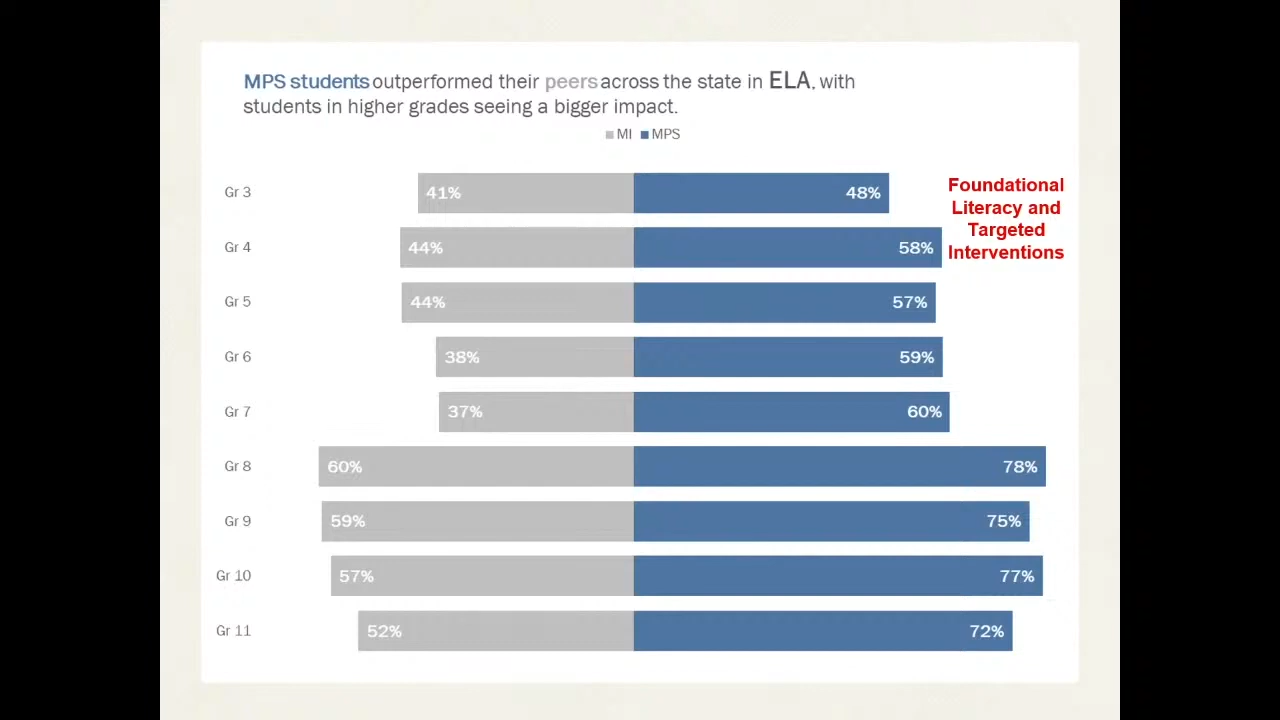 MPS students outperformed their peers across the state in ELA, with
students in higher grades seeing a bigger impact.
MI MPS
Gr 3 41% 48%
Foundational
Literacy and
Targeted
Interventions
Gr 4 44% 58%
Gr 5 44% 57%
Gr 6 38% 59%
Gr 7 37% 60%
Gr 8 60% 78%
Gr 9 59% 75%
Gr 10 57% 77%
Gr 11 52% 72%